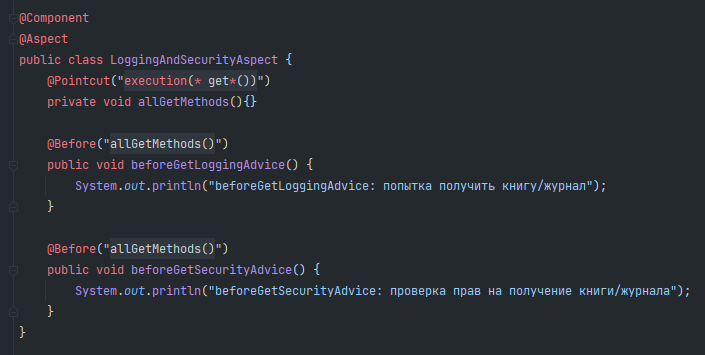 @Component
@Aspect
public class LoggingAndSecurityAspect {
    @Pointcut("execution(* get*())")
    private void allGetMethods(){}

    @Before("allGetMethods()")
    public void beforeGetLoggingAdvice() {
        System.out.println("beforeGetLoggingAdvice: попытка получить книгу/журнал");
    }

    @Before("allGetMethods()")
    public void beforeGetSecurityAdvice() {
        System.out.println("beforeGetSecurityAdvice: проверка прав на получение книги/журнала");
    }
}